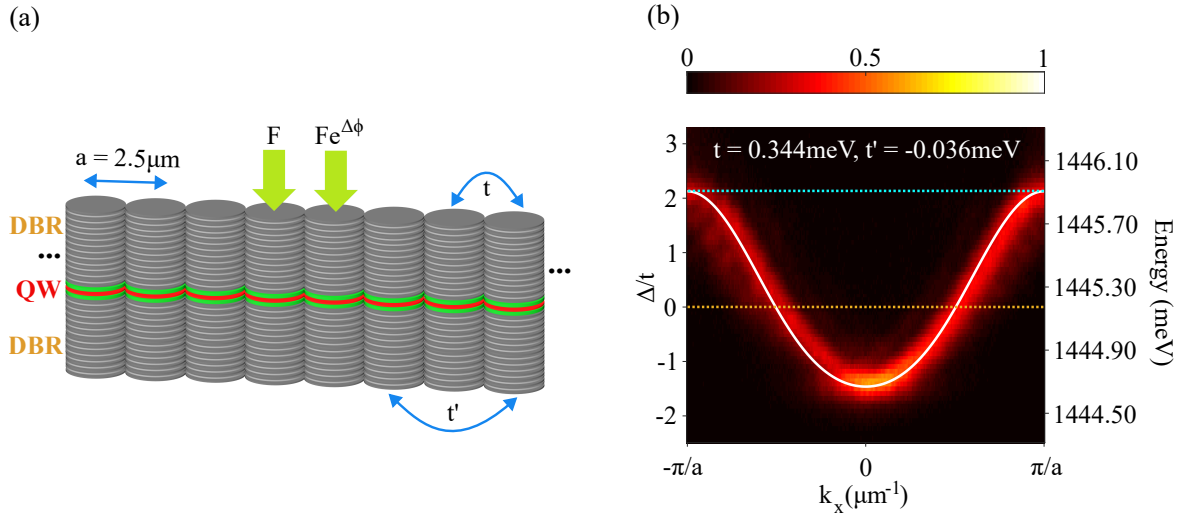 (a)
F Fe^Δϕ
a = 2.5μm
t
DBR
...
QW
...
DBR
t'
(b)
0 0.5 1
t = 0.344meV, t' = -0.036meV
3
2
1
0
-1
-2
Δ/t
1446.10
1445.70
1445.30
1444.90
1444.50
Energy (meV)
-π/a 0 π/a
k_x(μm⁻¹)